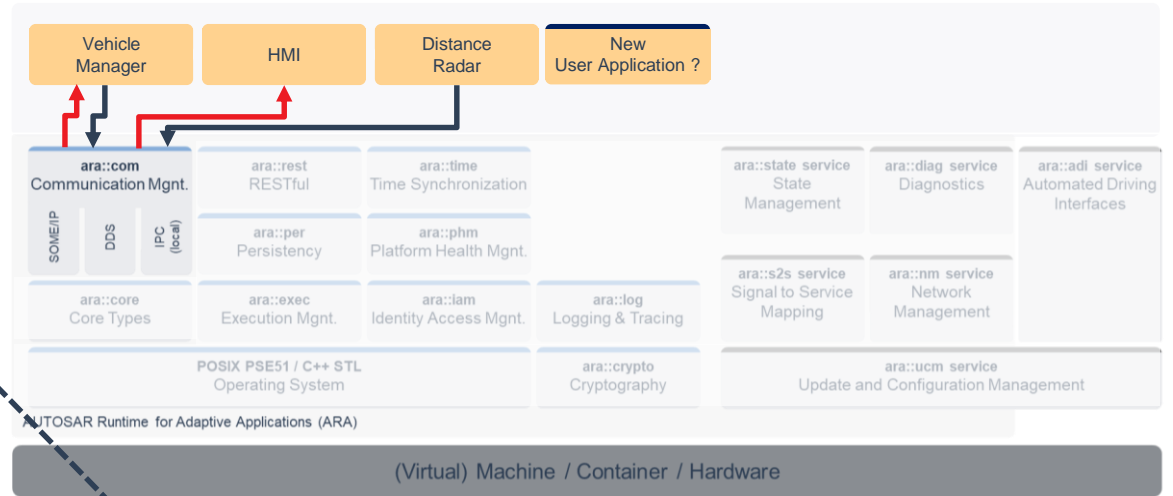 Vehicle
Manager
HMI
Distance
Radar
New
User Application ?
ara::com
Communication Mgnt.
SOME/IP
DDS
IPC
(local)
ara::rest
RESTful
ara::time
Time Synchronization
ara::per
Persistency
ara::phm
Platform Health Mgnt.
ara::core
Core Types
ara::exec
Execution Mgnt.
ara::iam
Identity Access Mgnt.
ara::log
Logging & Tracing
ara::state service
State
Management
ara::diag service
Diagnostics
ara::adi service
Automated Driving
Interfaces
ara::s2s service
Signal to Service
Mapping
ara::nm service
Network
Management
POSIX PSE51 / C++ STL
Operating System
ara::crypto
Cryptography
ara::ucm service
Update and Configuration Management
AUTOSAR Runtime for Adaptive Applications (ARA)
(Virtual) Machine / Container / Hardware